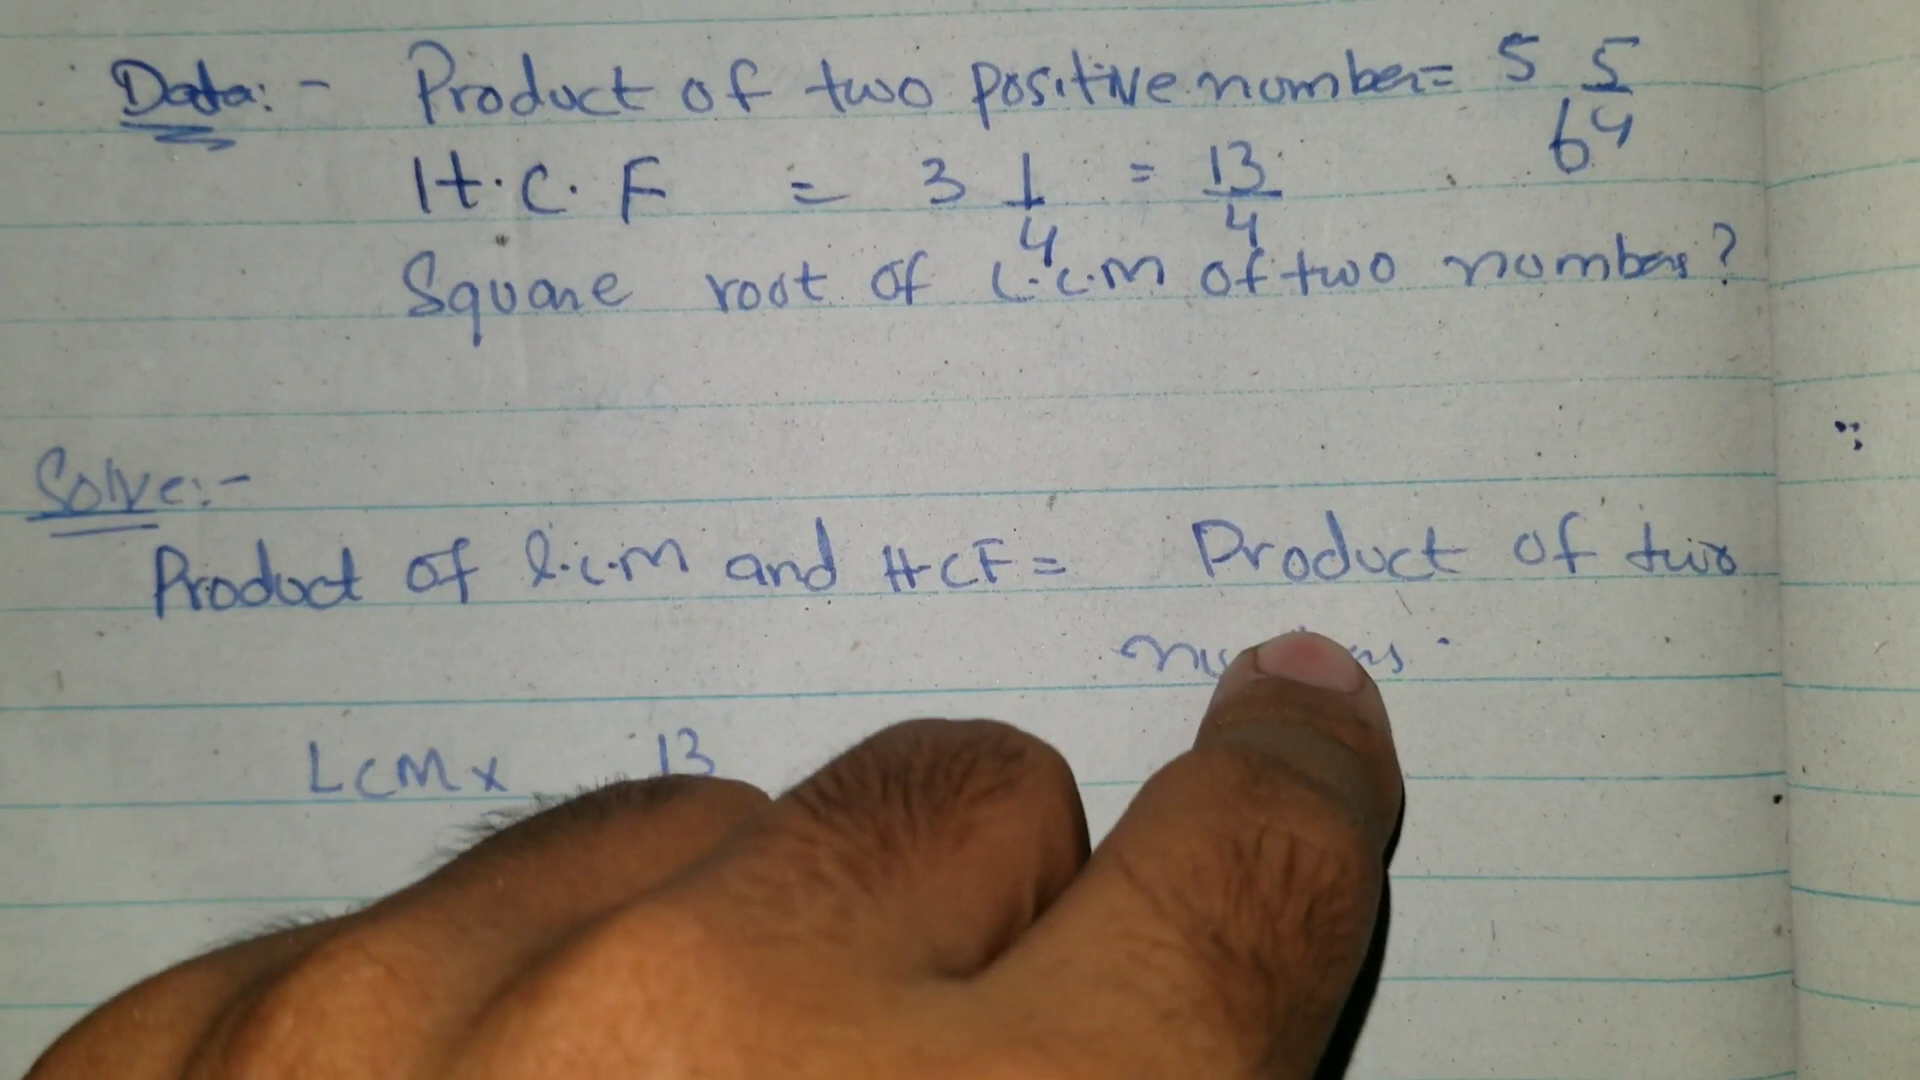 Data:- Product of two positive number= 5 5/64
H.C.F = 3 1/4 = 13/4
Square root of L.C.M of two numbers?
Solve:-
Product of L.C.M and HCF = Product of two
LCM x 13